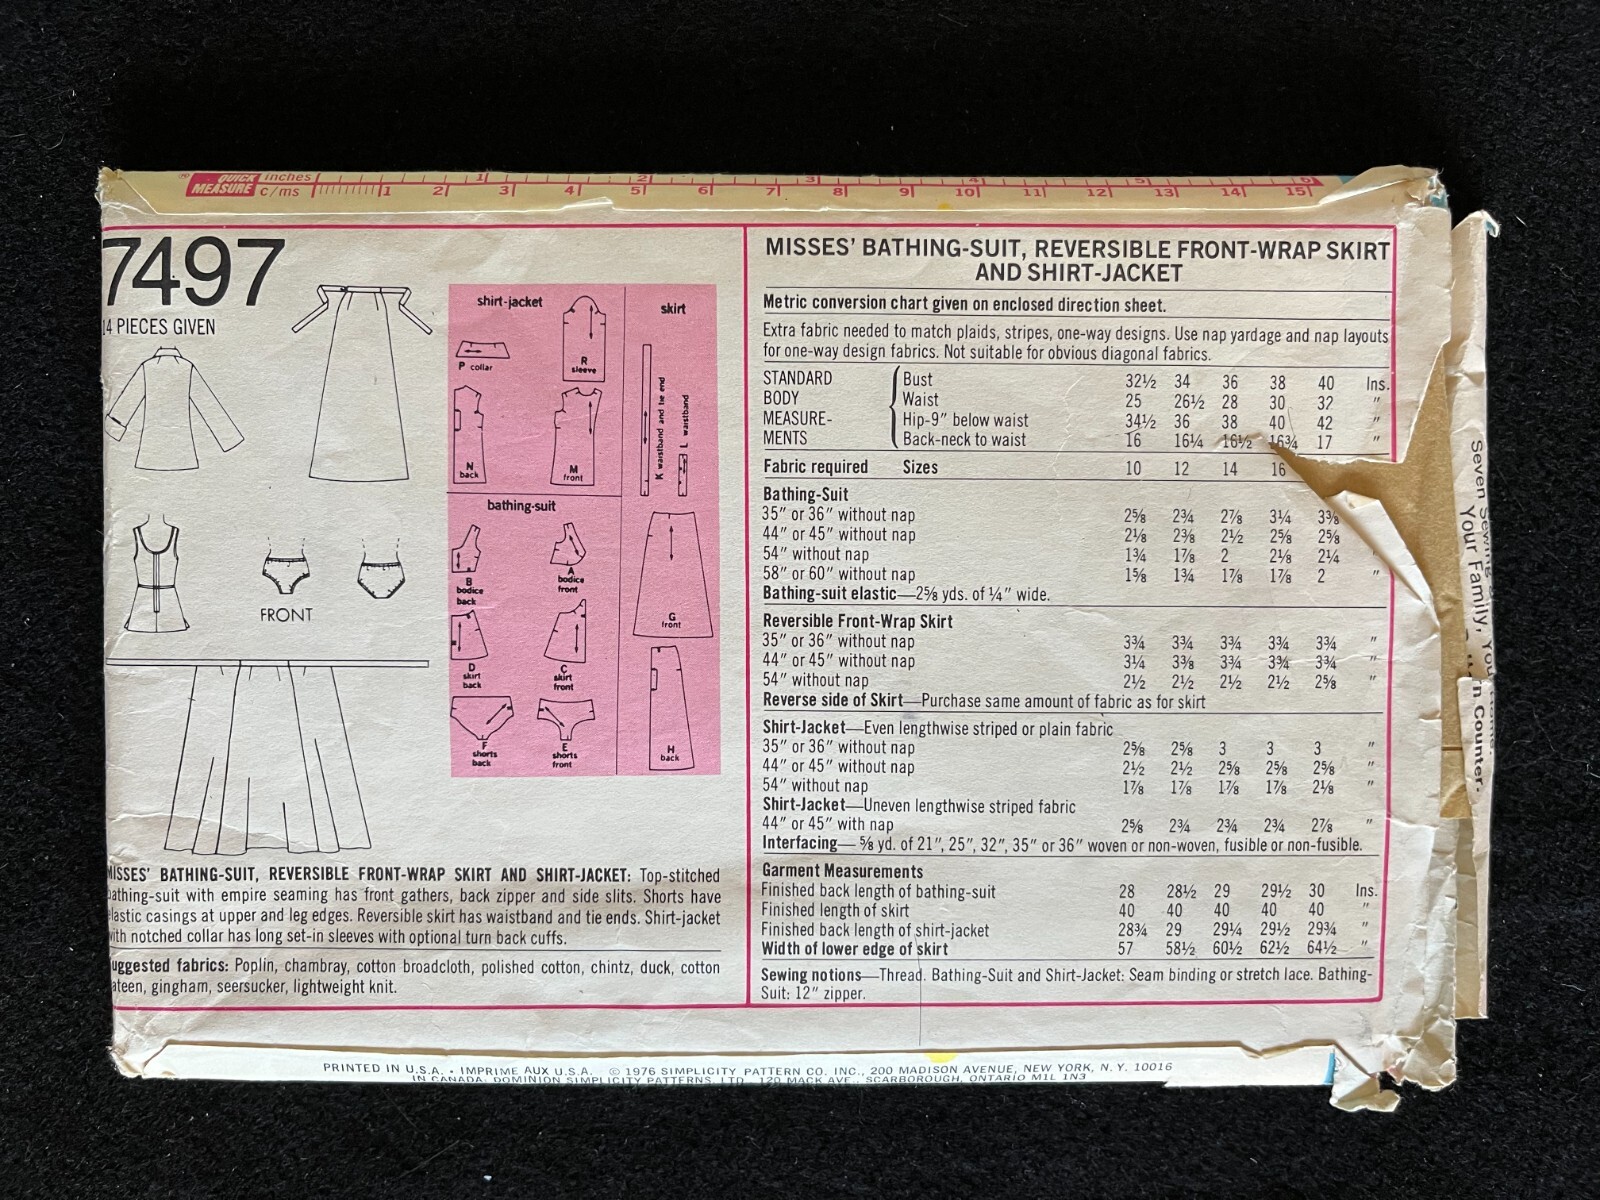 ® QUICK MEASURE
inches 1 2 3 4 5 6
c/ms 1 2 3 4 5 6 7 8 9 10 11 12 13 14 15
7497
14 PIECES GIVEN
FRONT
shirt-jacket
P collar
R
sleeve
N
back
M
front
bathing-suit
B
bodice
back
A
bodice
front
D
skirt
back
C
skirt
front
F
shorts
back
E
shorts
front
skirt
K waistband and tie end
L waistband
G
front
H
back
MISSES' BATHING-SUIT, REVERSIBLE FRONT-WRAP SKIRT AND SHIRT-JACKET: Top-stitched
bathing-suit with empire seaming has front gathers, back zipper and side slits. Shorts have
elastic casings at upper and leg edges. Reversible skirt has waistband and tie ends. Shirt-jacket
with notched collar has long set-in sleeves with optional turn back cuffs.
uggested fabrics: Poplin, chambray, cotton broadcloth, polished cotton, chintz, duck, cotton
ateen, gingham, seersucker, lightweight knit.
MISSES' BATHING-SUIT, REVERSIBLE FRONT-WRAP SKIRT
AND SHIRT-JACKET
Metric conversion chart given on enclosed direction sheet.
Extra fabric needed to match plaids, stripes, one-way designs. Use nap yardage and nap layouts
for one-way design fabrics. Not suitable for obvious diagonal fabrics.
STANDARD Bust 32½ 34 36 38 40 Ins.
BODY Waist 25 26½ 28 30 32 "
MEASURE- Hip-9" below waist 34½ 36 38 40 42 "
MENTS Back-neck to waist 16 16¼ 16½ 16¾ 17 "
Fabric required Sizes 10 12 14 16
Bathing-Suit
35" or 36" without nap 2⅝ 2¾ 2⅞ 3¼ 3⅜
44" or 45" without nap 2⅛ 2⅜ 2½ 2⅝ 2⅝
54" without nap 1¾ 1⅞ 2 2⅛ 2¼ "
58" or 60" without nap 1⅝ 1¾ 1⅞ 1⅞ 2 "
Bathing-suit elastic—2⅝ yds. of ¼" wide.
Reversible Front-Wrap Skirt
35" or 36" without nap 3¾ 3¾ 3¾ 3¾ 3¾ "
44" or 45" without nap 3¼ 3⅜ 3¾ 3¾ 3¾ "
54" without nap 2½ 2½ 2½ 2½ 2⅝ "
Reverse side of Skirt—Purchase same amount of fabric as for skirt
Shirt-Jacket—Even lengthwise striped or plain fabric
35" or 36" without nap 2⅝ 2⅝ 3 3 3 "
44" or 45" without nap 2½ 2½ 2⅝ 2⅝ 2⅝ "
54" without nap 1⅞ 1⅞ 1⅞ 1⅞ 2⅛ "
Shirt-Jacket—Uneven lengthwise striped fabric
44" or 45" with nap 2⅝ 2¾ 2¾ 2¾ 2⅞ "
Interfacing— ⅝ yd. of 21", 25", 32", 35" or 36" woven or non-woven, fusible or non-fusible.
Garment Measurements
Finished back length of bathing-suit 28 28½ 29 29½ 30 Ins.
Finished length of skirt 40 40 40 40 40 "
Finished back length of shirt-jacket 28¾ 29 29¼ 29½ 29¾ "
Width of lower edge of skirt 57 58½ 60½ 62½ 64½ "
Sewing notions—Thread. Bathing-Suit and Shirt-Jacket: Seam binding or stretch lace. Bathing-
Suit: 12" zipper.
Seven Sewing
Your Family, You
n Counter.
PRINTED IN U.S.A. • IMPRIME AUX U.S.A. © 1976 SIMPLICITY PATTERN CO. INC., 200 MADISON AVENUE, NEW YORK, N.Y. 10016
IN CANADA, DOMINION SIMPLICITY PATTERNS, LTD., 120 MACK AVE., SCARBOROUGH, ONTARIO M1L 1N3